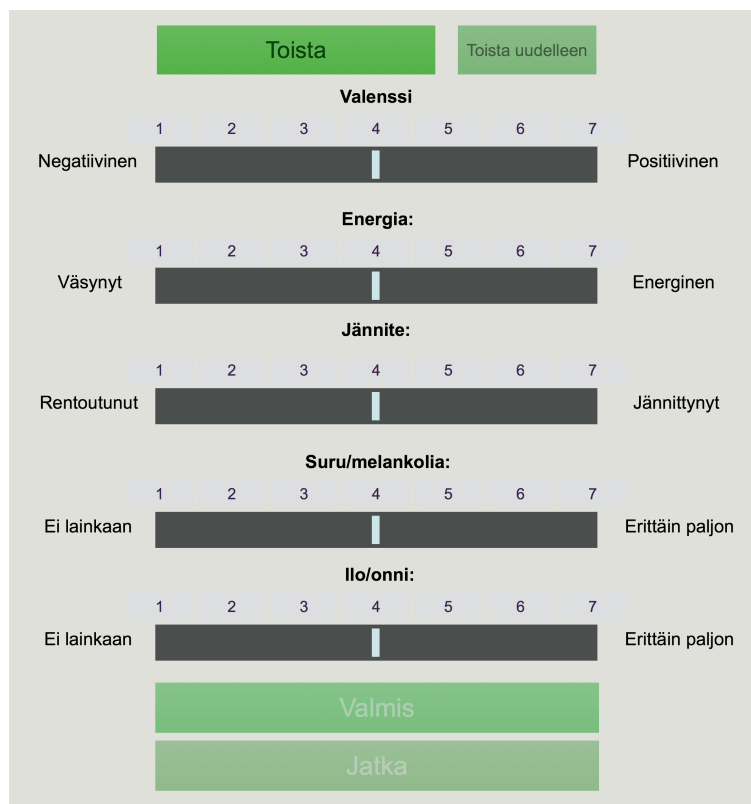 Toista Toista uudelleen
Valenssi
1 2 3 4 5 6 7
Negatiivinen Positiivinen
Energia:
1 2 3 4 5 6 7
Väsynyt Energinen
Jännite:
1 2 3 4 5 6 7
Rentoutunut Jännittynyt
Suru/melankolia:
1 2 3 4 5 6 7
Ei lainkaan Erittäin paljon
Ilo/onni:
1 2 3 4 5 6 7
Ei lainkaan Erittäin paljon
Valmis
Jatka